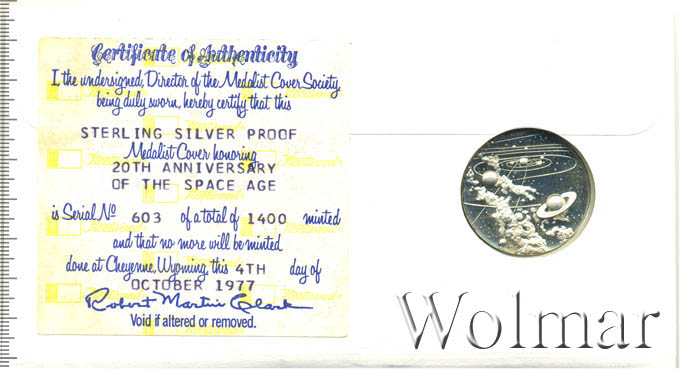 Certificate of Authenticity
I, the undersigned, Director of the Medalist Cover Society,
being duly sworn, hereby certify that this
STERLING SILVER PROOF
Medalist Cover honoring
20TH ANNIVERSARY
OF THE SPACE AGE
is Serial No 603 of a total of 1400 minted
and that no more will be minted
done at Cheyenne, Wyoming, this 4TH day of
OCTOBER 1977
Robert Martin Clark
Void if altered or removed.
Wolmar